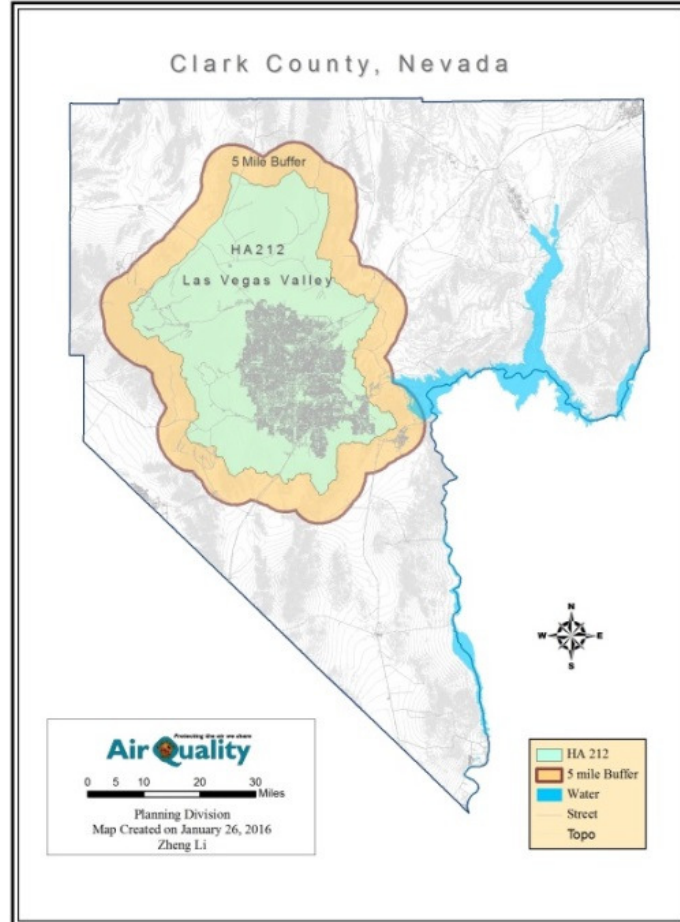 Clark County, Nevada
5 Mile Buffer
HA212
Las Vegas Valley
N
W E
S
Protecting the air we share
Air Quality
0 5 10 20 30
Miles
Planning Division
Map Created on January 26, 2016
Zheng Li
HA 212
5 mile Buffer
Water
Street
Topo